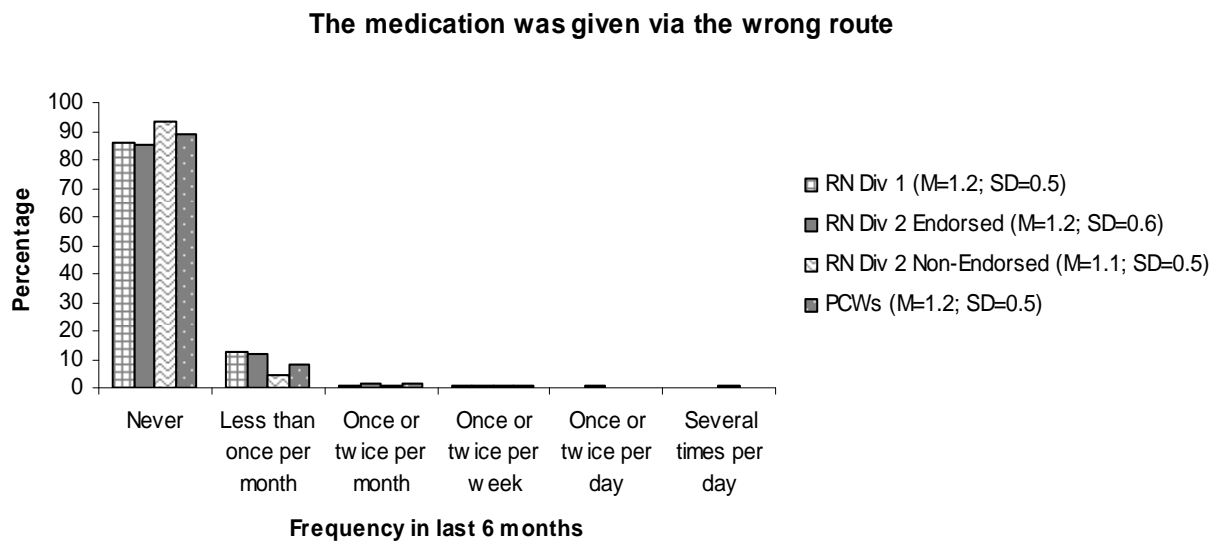 The medication was given via the wrong route
Percentage
100
90
80
70
60
50
40
30
20
10
0
Never
Less than
once per
month
Once or
twice per
month
Once or
twice per
week
Once or
twice per
day
Several
times per
day
Frequency in last 6 months
RN Div 1 (M=1.2; SD=0.5)
RN Div 2 Endorsed (M=1.2; SD=0.6)
RN Div 2 Non-Endorsed (M=1.1; SD=0.5)
PCWs (M=1.2; SD=0.5)